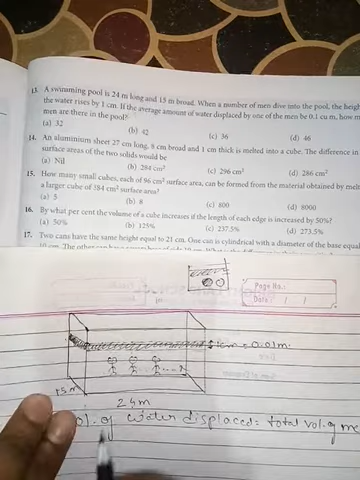 13. A swimming pool is 24 m long and 15 m broad. When a number of men dive into the pool, the heigh
the water rises by 1 cm. If the average amount of water displaced by one of the men be 0.1 cu m, how m
men are there in the pool?
(a) 32 (b) 42 (c) 36 (d) 46
14. An aluminium sheet 27 cm long, 8 cm broad and 1 cm thick is melted into a cube. The difference in
surface areas of the two solids would be
(a) Nil (b) 284 cm² (c) 296 cm² (d) 286 cm²
15. How many small cubes, each of 96 cm² surface area, can be formed from the material obtained by melt
a larger cube of 384 cm² surface area?
(a) 5 (b) 8 (c) 800 (d) 8000
16. By what per cent the volume of a cube increases if the length of each edge is increased by 50%?
(a) 50% (b) 125% (c) 237.5% (d) 273.5%
17. Two cans have the same height equal to 21 cm. One can is cylindrical with a diameter of the base equal
10 cm. The other can
Page No.:
Date: / /
1cm = 0.01m.
15m
24m
vol. of water displaced = total vol. of me